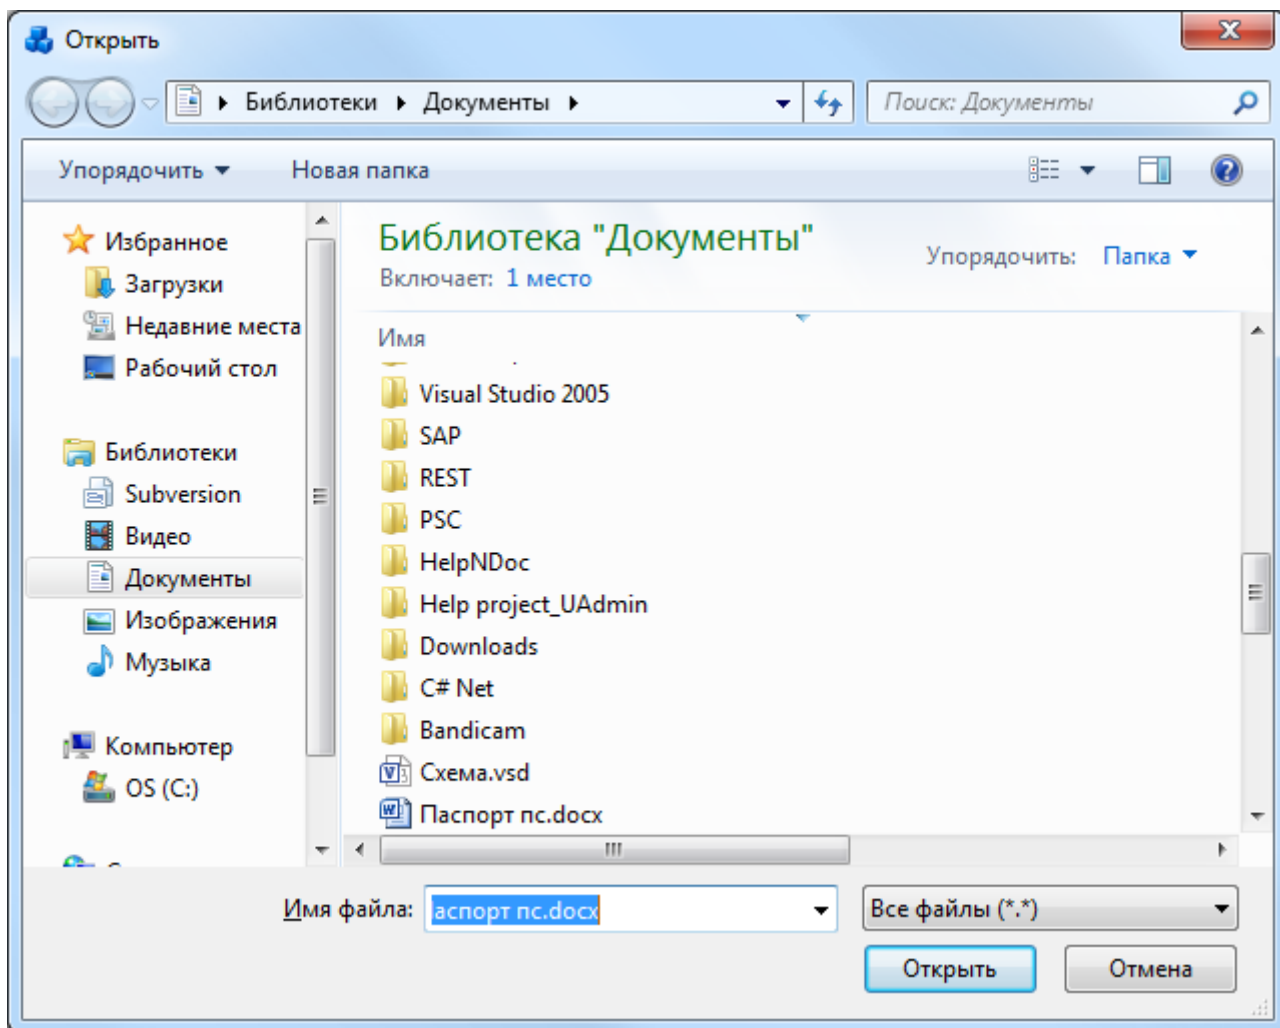 Открыть
Библиотеки Документы
Поиск: Документы
Упорядочить Новая папка
Избранное
Загрузки
Недавние места
Рабочий стол
Библиотеки
Subversion
Видео
Документы
Изображения
Музыка
Компьютер
OS (C:)
Библиотека "Документы"
Включает: 1 место
Упорядочить: Папка
Имя
Visual Studio 2005
SAP
REST
PSC
HelpNDoc
Help project_UAdmin
Downloads
C# Net
Bandicam
Схема.vsd
Паспорт пс.docx
Имя файла: аспорт пс.docx
Все файлы (*.*)
Открыть Отмена